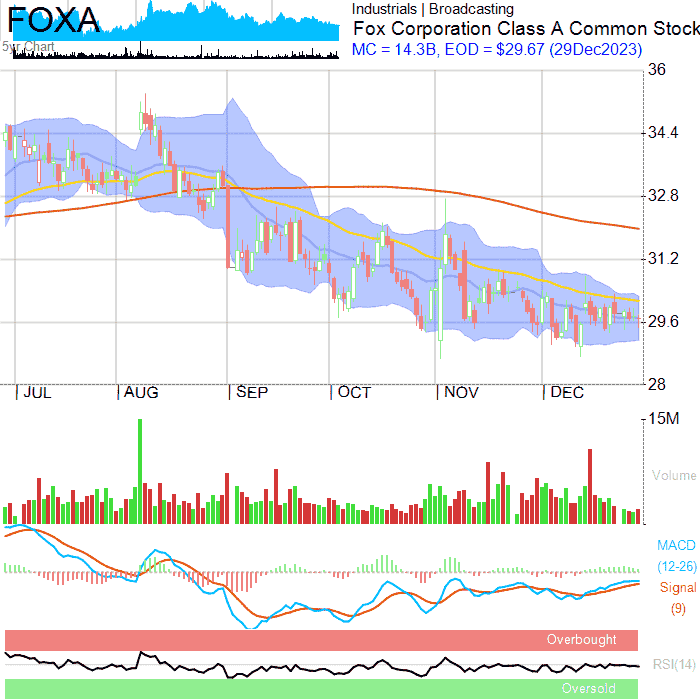 FOXA
Industrials | Broadcasting
Fox Corporation Class A Common Stock
MC = 14.3B, EOD = $29.67 (29Dec2023)
5yr Chart
36
34.4
32.8
31.2
29.6
28
JUL AUG SEP OCT NOV DEC
15M
Volume
MACD
(12-26)
Signal
(9)
Overbought
RSI(14)
Oversold